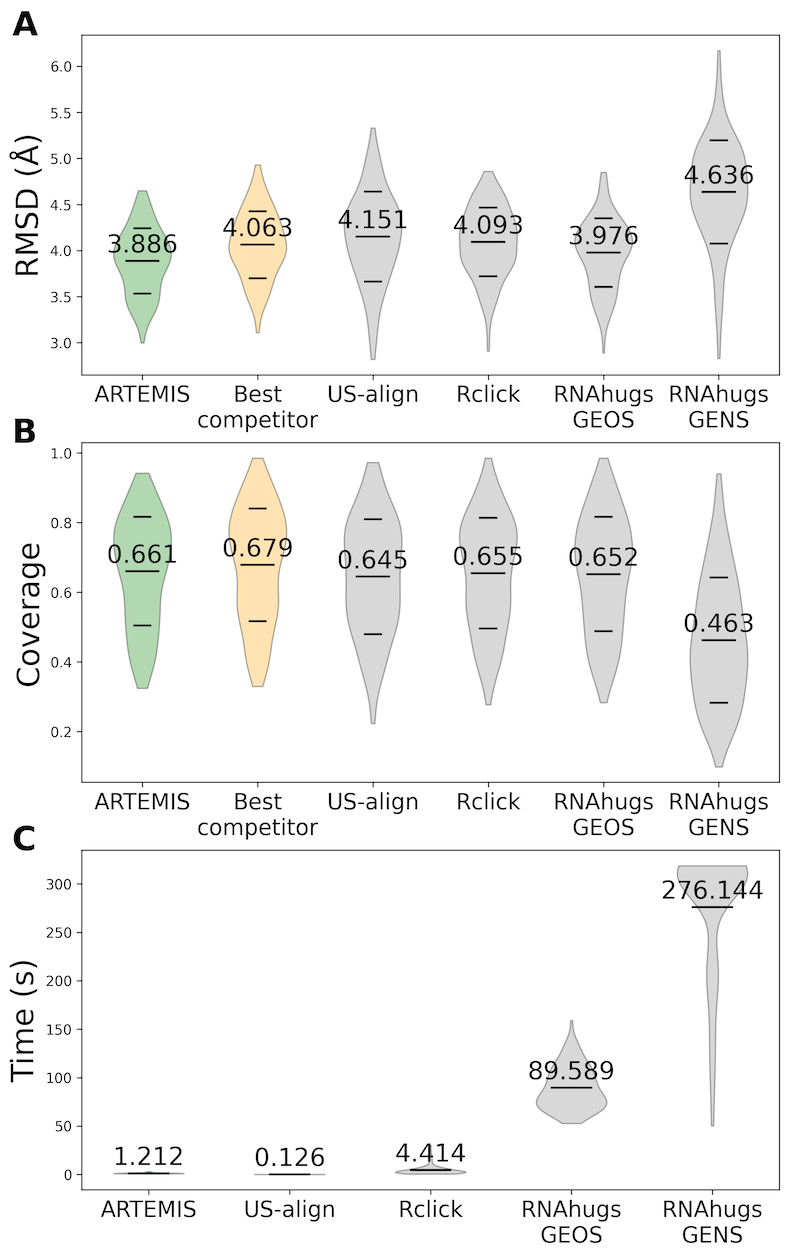 A
RMSD (Å)
6.0
5.5
5.0
4.5
4.0
3.5
3.0
3.886
4.063
4.151
4.093
3.976
4.636
ARTEMIS
Best
competitor
US-align
Rclick
RNAhugs
GEOS
RNAhugs
GENS
B
Coverage
1.0
0.8
0.6
0.4
0.2
0.661
0.679
0.645
0.655
0.652
0.463
ARTEMIS
Best
competitor
US-align
Rclick
RNAhugs
GEOS
RNAhugs
GENS
C
Time (s)
300
250
200
150
100
50
0
1.212
0.126
4.414
89.589
276.144
ARTEMIS
US-align
Rclick
RNAhugs
GEOS
RNAhugs
GENS